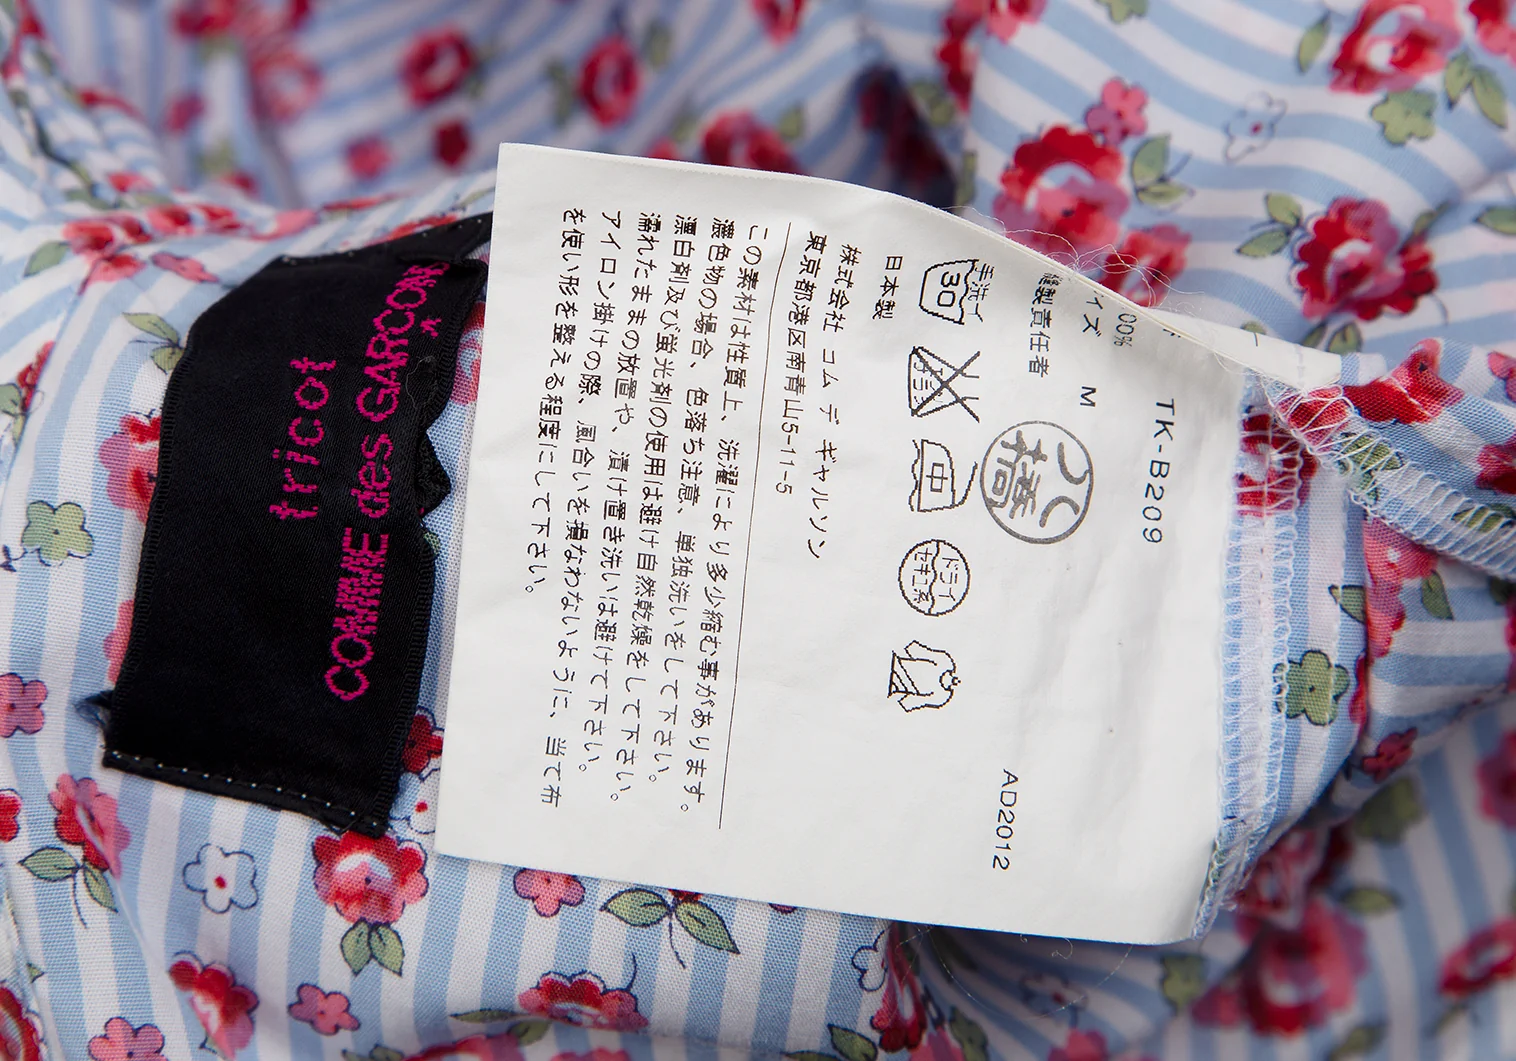 tricot
COMME des GARCONS
TK-B209
00%
イズ M
縫製責任者
つく
橋
AD2012
手洗イ
30
中
ドライ
セキユ系
日本製
株式会社 コム デ ギャルソン
東京都港区南青山5-11-5
この素材は性質上、洗濯により多少縮む事があります。
濃色物の場合、色落ち注意、単独洗いをして下さい。
漂白剤及び蛍光剤の使用は避け自然乾燥をして下さい。
濡れたままの放置や、漬け置き洗いは避けて下さい。
アイロン掛けの際、風合いを損なわないように、当て布
を使い形を整える程度にして下さい。